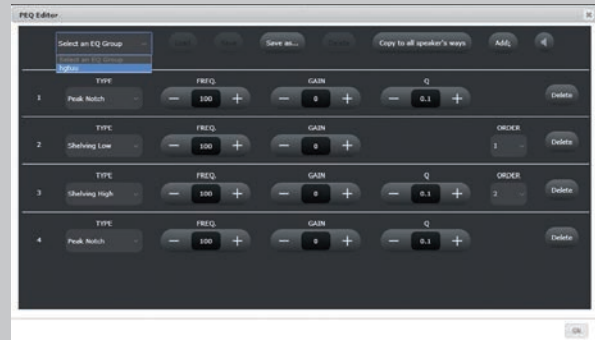 PEQ Editor
Select an EQ Group Load Save Save as... Delete Copy to all speaker's ways Add;
Select an EQ Group
TYPE FREQ. GAIN Q
1 Peak Notch — 100 + — 0 + — 0.1 + Delete
TYPE FREQ. GAIN ORDER
2 Shelving Low — 100 + — 0 + 1 Delete
TYPE FREQ. GAIN Q ORDER
3 Shelving High — 100 + — 0 + — 0.1 + 2 Delete
TYPE FREQ. GAIN Q
4 Peak Notch — 100 + — 0 + — 0.1 + Delete
Ok